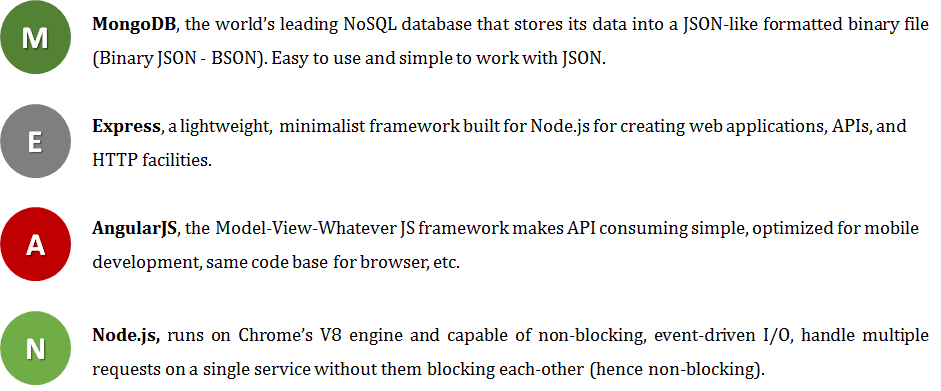 M
MongoDB, the world’s leading NoSQL database that stores its data into a JSON-like formatted binary file
(Binary JSON - BSON). Easy to use and simple to work with JSON.
E
Express, a lightweight, minimalist framework built for Node.js for creating web applications, APIs, and
HTTP facilities.
A
AngularJS, the Model-View-Whatever JS framework makes API consuming simple, optimized for mobile
development, same code base for browser, etc.
N
Node.js, runs on Chrome’s V8 engine and capable of non-blocking, event-driven I/O, handle multiple
requests on a single service without them blocking each-other (hence non-blocking).